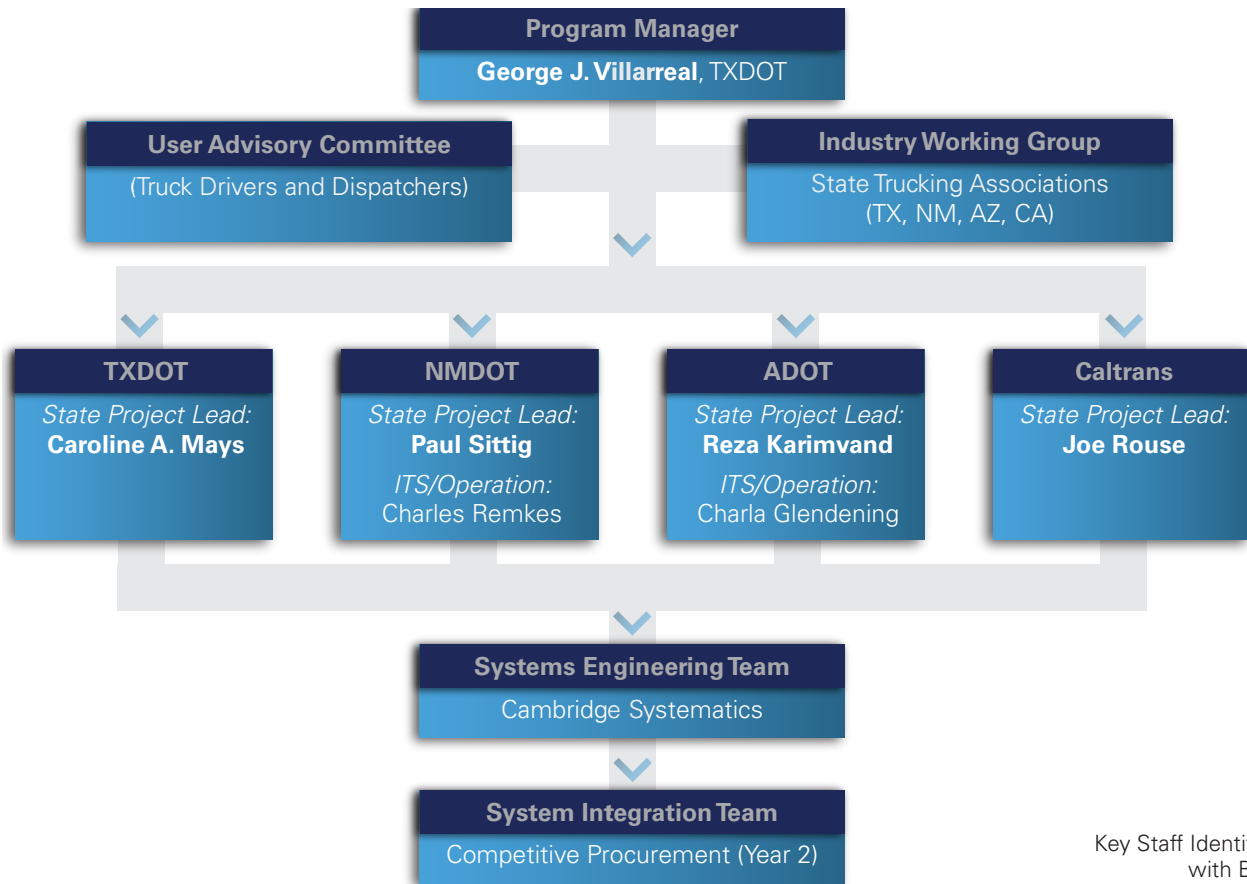 Program Manager
George J. Villarreal, TXDOT
User Advisory Committee
(Truck Drivers and Dispatchers)
Industry Working Group
State Trucking Associations
(TX, NM, AZ, CA)
TXDOT
State Project Lead:
Caroline A. Mays
NMDOT
State Project Lead:
Paul Sittig
ITS/Operation:
Charles Remkes
ADOT
State Project Lead:
Reza Karimvand
ITS/Operation:
Charla Glendening
Caltrans
State Project Lead:
Joe Rouse
Systems Engineering Team
Cambridge Systematics
System Integration Team
Competitive Procurement (Year 2)
Key Staff
with